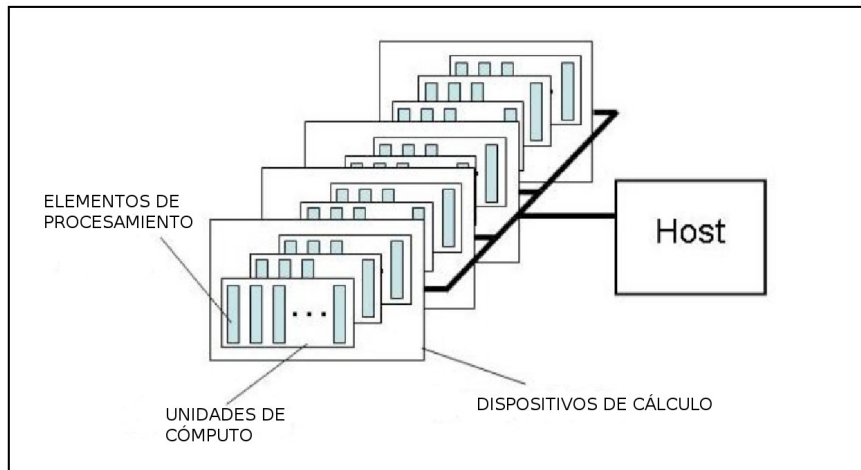 ELEMENTOS DE
PROCESAMIENTO
Host
UNIDADES DE
CÓMPUTO
DISPOSITIVOS DE CÁLCULO